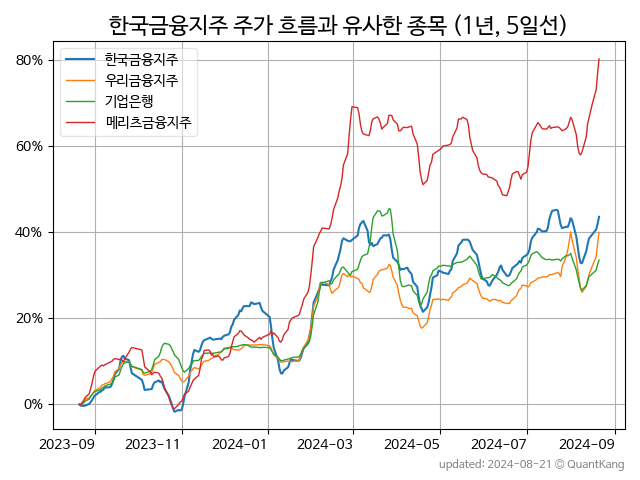 한국금융지주 주가 흐름과 유사한 종목 (1년, 5일선)
한국금융지주
우리금융지주
기업은행
메리츠금융지주
80%
60%
40%
20%
0%
2023-09 2023-11 2024-01 2024-03 2024-05 2024-07 2024-09
updated: 2024-08-21 © QuantKang